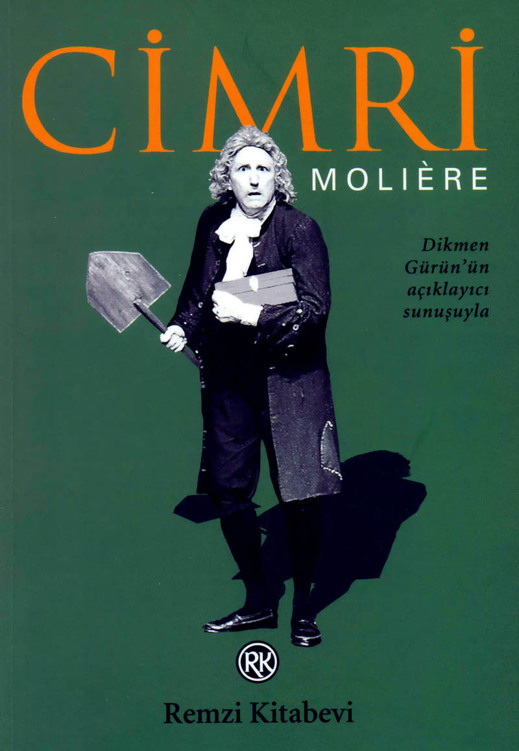 CİMRİ
MOLIÈRE
Dikmen
Gürün'ün
açıklayıcı
sunuşuyla
RK
Remzi Kitabevi